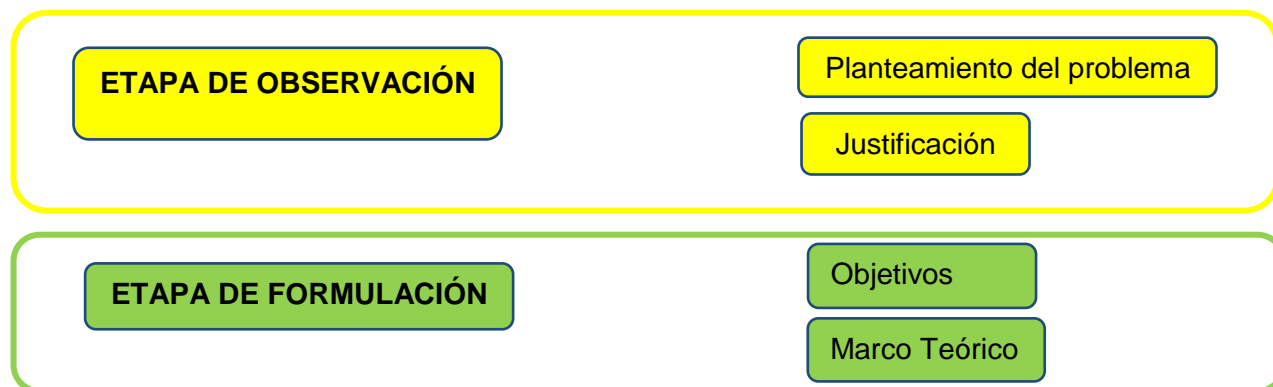 ETAPA DE OBSERVACIÓN
Planteamiento del problema
Justificación
ETAPA DE FORMULACIÓN
Objetivos
Marco Teórico